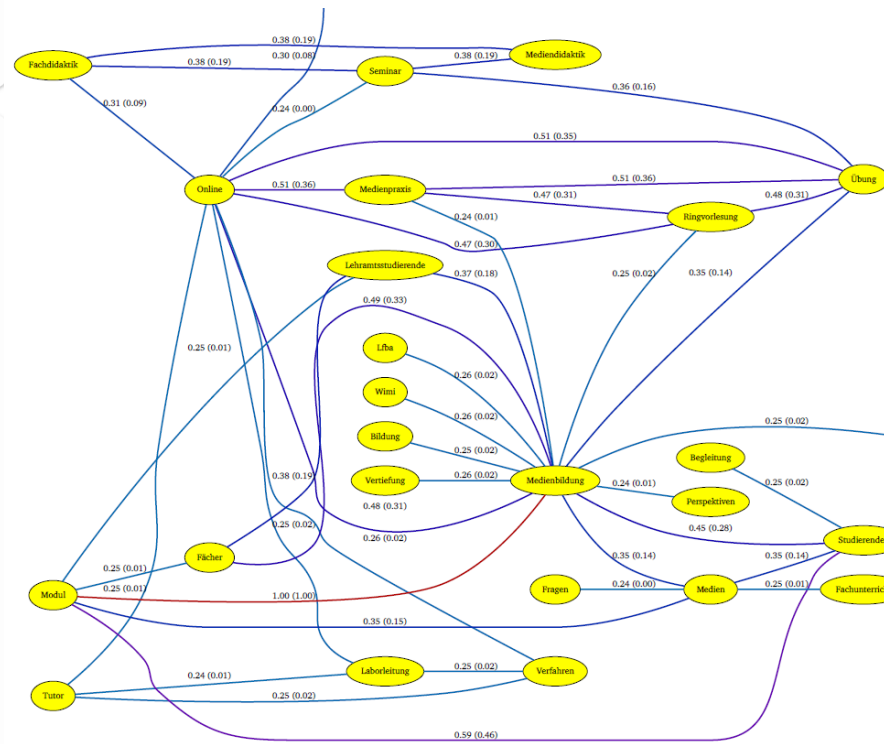 0.38 (0.19)
Fachdidaktik
0.30 (0.08)
0.38 (0.19)
Seminar
0.38 (0.19)
Mediendidaktik
0.36 (0.16)
0.31 (0.09)
0.24 (0.00)
0.51 (0.35)
Online
0.51 (0.36)
Medienpraxis
0.51 (0.36)
0.47 (0.31)
0.48 (0.31)
Übung
0.24 (0.01)
Ringvorlesung
0.47 (0.30)
Lehramtsstudierende
0.37 (0.18)
0.25 (0.02)
0.35 (0.14)
0.49 (0.33)
0.25 (0.01)
Lfba
0.26 (0.02)
Wimi
0.26 (0.02)
0.25 (0.02)
Bildung
0.25 (0.02)
Begleitung
0.38 (0.19)
Vertiefung
0.26 (0.02)
Medienbildung
0.24 (0.01)
0.25 (0.02)
Perspektiven
0.48 (0.31)
0.25 (0.02)
0.45 (0.28)
0.26 (0.02)
Studierende
Fächer
0.35 (0.14)
0.35 (0.14)
0.25 (0.01)
0.25 (0.01)
Modul
1.00 (1.00)
Fragen
0.24 (0.00)
Medien
0.25 (0.01)
Fachunterric
0.35 (0.15)
0.24 (0.01)
Laborleitung
0.25 (0.02)
Verfahren
Tutor
0.25 (0.02)
0.59 (0.46)